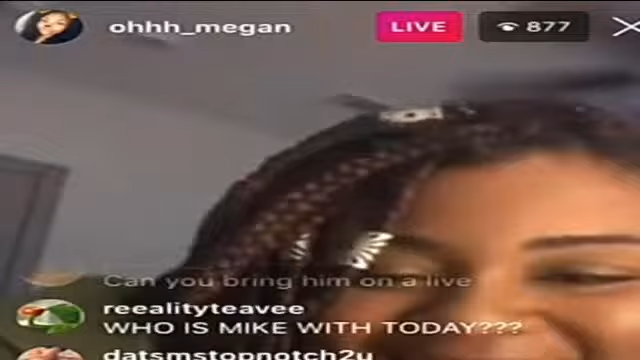 ohhh_megan
LIVE
877
Can you bring him on a live
reealityteavee
WHO IS MIKE WITH TODAY???
datsmstopnotch2u